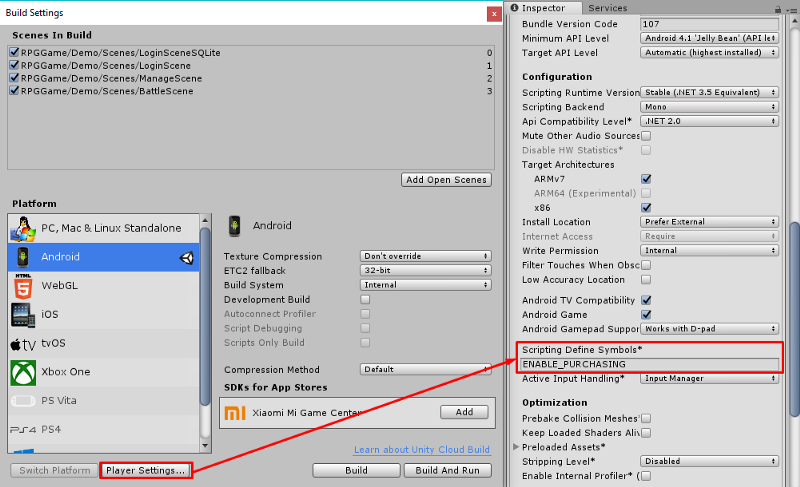 Build Settings
x
Scenes In Build
RPGGame/Demo/Scenes/LoginSceneSQLite 0
RPGGame/Demo/Scenes/LoginScene 1
RPGGame/Demo/Scenes/ManageScene 2
RPGGame/Demo/Scenes/BattleScene 3
Add Open Scenes
Platform
PC, Mac & Linux Standalone
Android
HTML
5
WebGL
iOS
tv
tvOS
Xbox One
PS Vita
PS4
PS4
Switch Platform
Player Settings...
Android
Texture Compression Don't override
ETC2 fallback 32-bit
Build System Internal
Development Build
Autoconnect Profiler
Script Debugging
Scripts Only Build
Compression Method Default
SDKs for App Stores
MI
Xiaomi Mi Game Center
Add
Learn about Unity Cloud Build
Build
Build And Run
Inspector
Services
Bundle Version Code 107
Minimum API Level Android 4.1 'Jelly Bean' (API le
Target API Level Automatic (highest installed)
Configuration
Scripting Runtime Version Stable (.NET 3.5 Equivalent)
Scripting Backend Mono
Api Compatibility Level* .NET 2.0
Mute Other Audio Sources
Disable HW Statistics*
Target Architectures
ARMv7
ARM64 (Experimental)
x86
Install Location Prefer External
Internet Access Require
Write Permission Internal
Filter Touches When Obsc
Low Accuracy Location
Android TV Compatibility
Android Game
Android Gamepad Suppor Works with D-pad
Scripting Define Symbols*
ENABLE_PURCHASING
Active Input Handling* Input Manager
Optimization
Prebake Collision Meshes*
Keep Loaded Shaders Aliv
Preloaded Assets*
Stripping Level* Disabled
Enable Internal Profiler* (